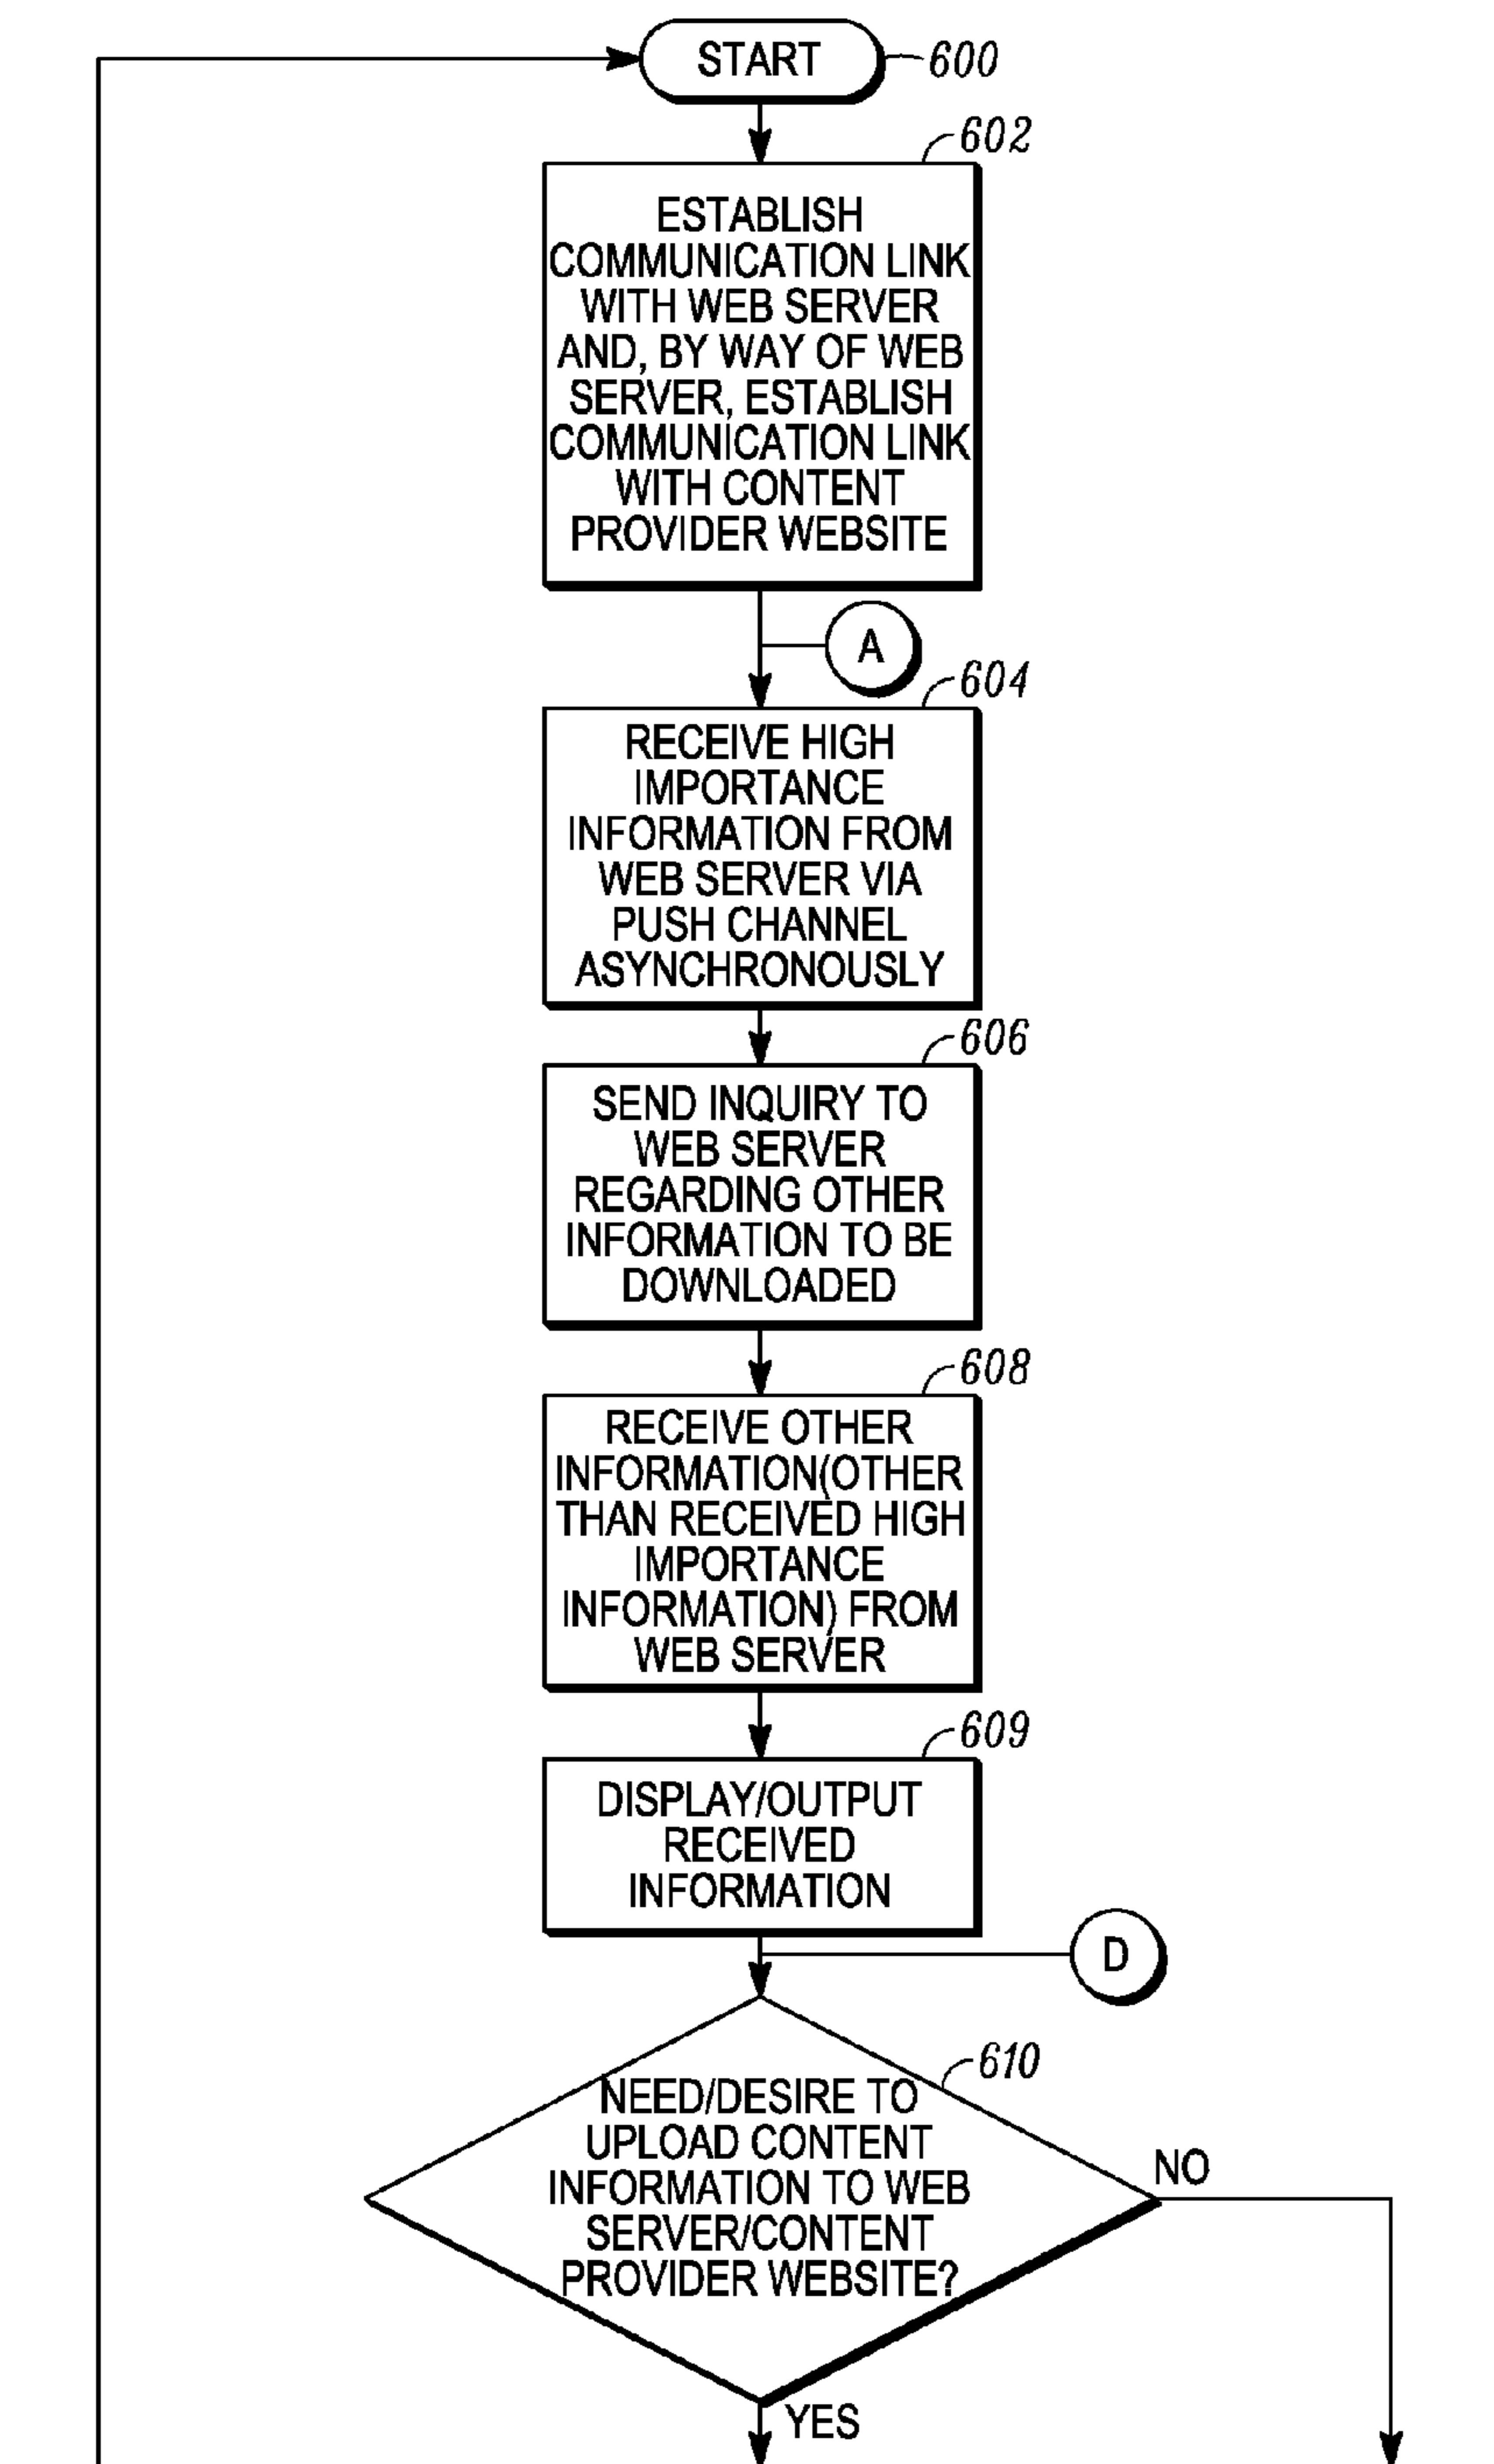 START
600
602
ESTABLISH
COMMUNICATION LINK
WITH WEB SERVER
AND, BY WAY OF WEB
SERVER, ESTABLISH
COMMUNICATION LINK
WITH CONTENT
PROVIDER WEBSITE
A
604
RECEIVE HIGH
IMPORTANCE
INFORMATION FROM
WEB SERVER VIA
PUSH CHANNEL
ASYNCHRONOUSLY
606
SEND INQUIRY TO
WEB SERVER
REGARDING OTHER
INFORMATION TO BE
DOWNLOADED
608
RECEIVE OTHER
INFORMATION(OTHER
THAN RECEIVED HIGH
IMPORTANCE
INFORMATION) FROM
WEB SERVER
609
DISPLAY/OUTPUT
RECEIVED
INFORMATION
D
610
NEED/DESIRE TO
UPLOAD CONTENT
INFORMATION TO WEB
SERVER/CONTENT
PROVIDER WEBSITE?
NO
YES